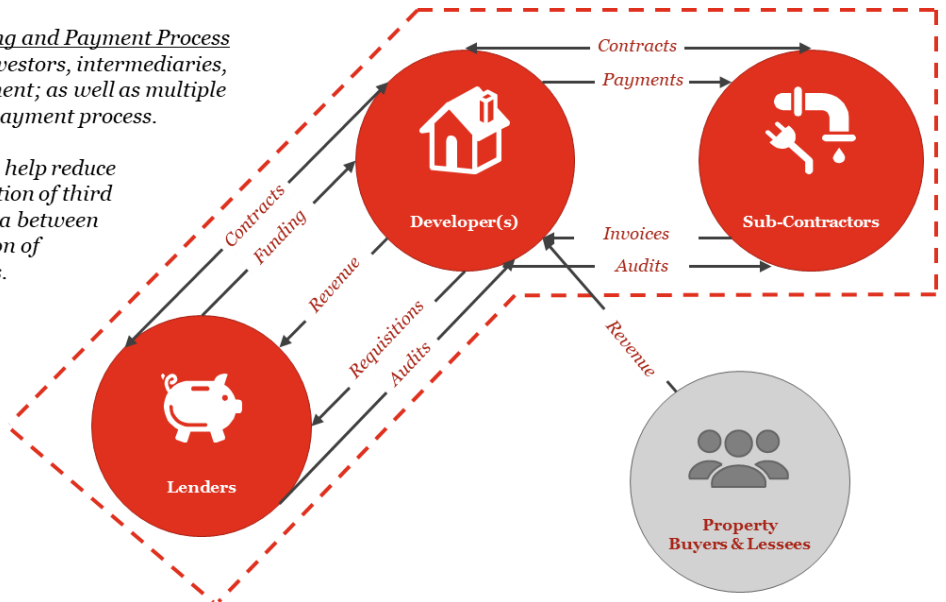 ng and Payment Process
vestors, intermediaries,
ment; as well as multiple
ayment process.
help reduce
tion of third
a between
on of
s.
Contracts
Payments
Developer(s)
Sub-Contractors
Invoices
Audits
Contracts
Funding
Revenue
Requisitions
Audits
Revenue
Lenders
Property
Buyers & Lessees